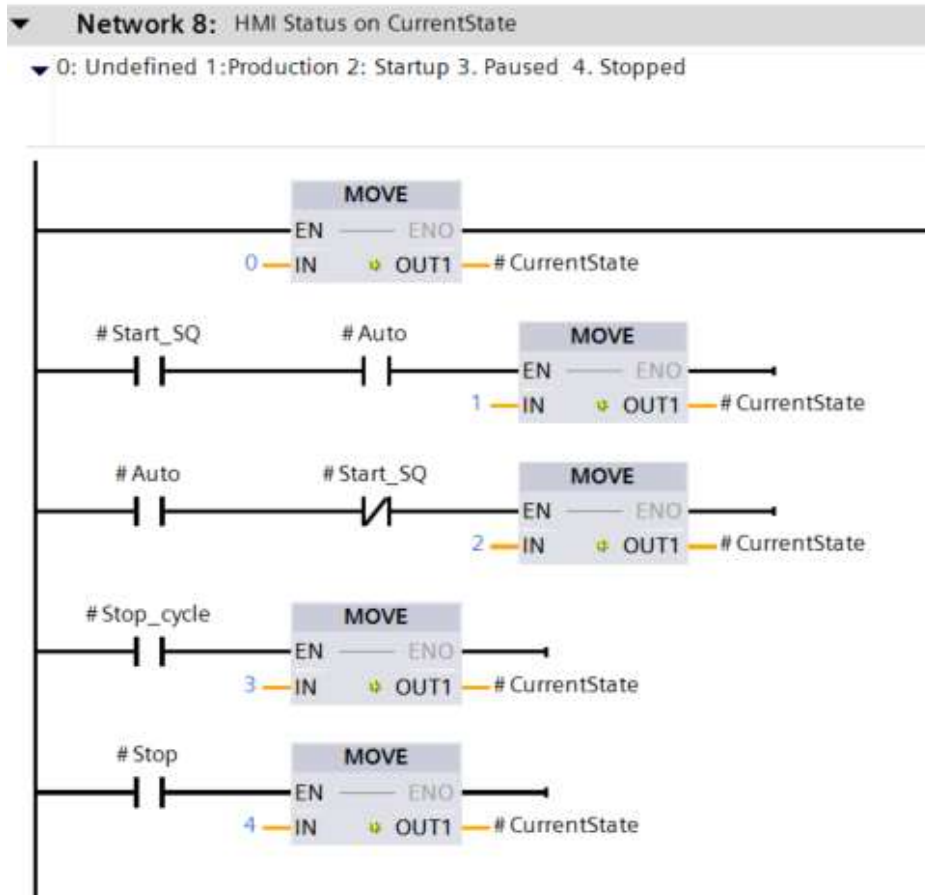 Network 8: HMI Status on CurrentState
0: Undefined 1:Production 2: Startup 3. Paused 4. Stopped
MOVE
EN ENO
0 IN OUT1 #CurrentState
#Start_SQ #Auto MOVE
EN ENO
1 IN OUT1 #CurrentState
#Auto #Start_SQ MOVE
EN ENO
2 IN OUT1 #CurrentState
#Stop_cycle MOVE
EN ENO
3 IN OUT1 #CurrentState
#Stop MOVE
EN ENO
4 IN OUT1 #CurrentState